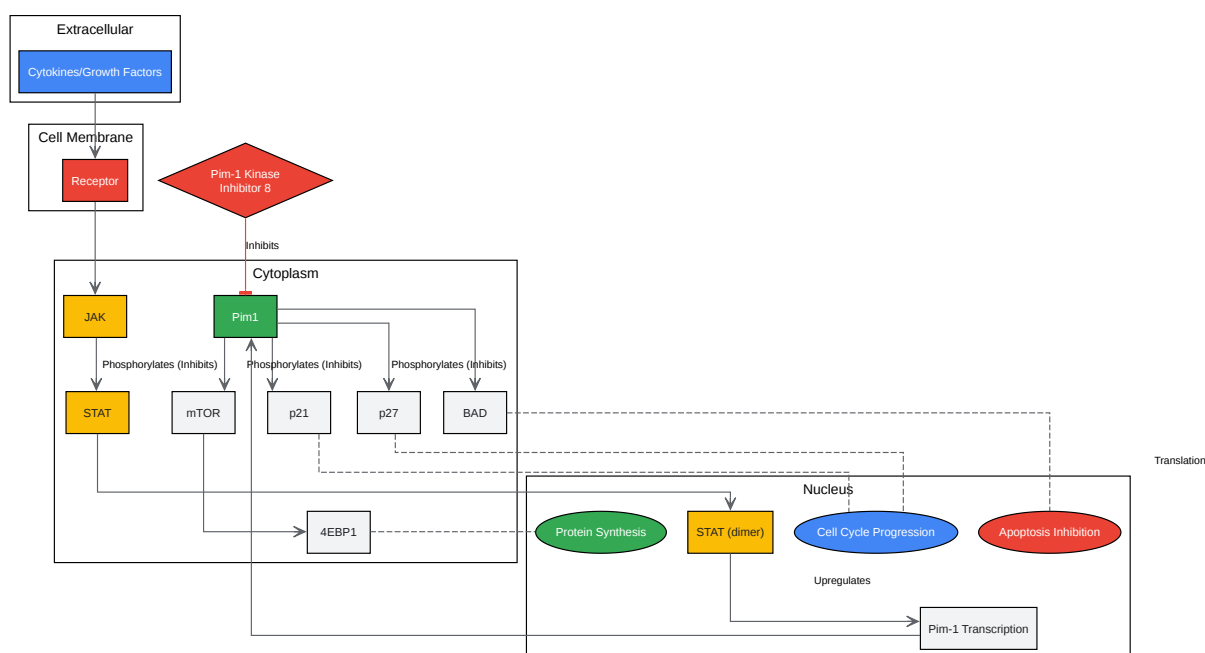 Extracellular
Cytokines/Growth Factors
Cell Membrane
Receptor
Pim-1 Kinase
Inhibitor 8
Inhibits
Cytoplasm
JAK
Pim1
Phosphorylates (Inhibits)
Phosphorylates (Inhibits)
Phosphorylates (Inhibits)
STAT
mTOR
p21
p27
BAD
Translation
Nucleus
4EBP1
Protein Synthesis
STAT (dimer)
Cell Cycle Progression
Apoptosis Inhibition
Upregulates
Pim-1 Transcription